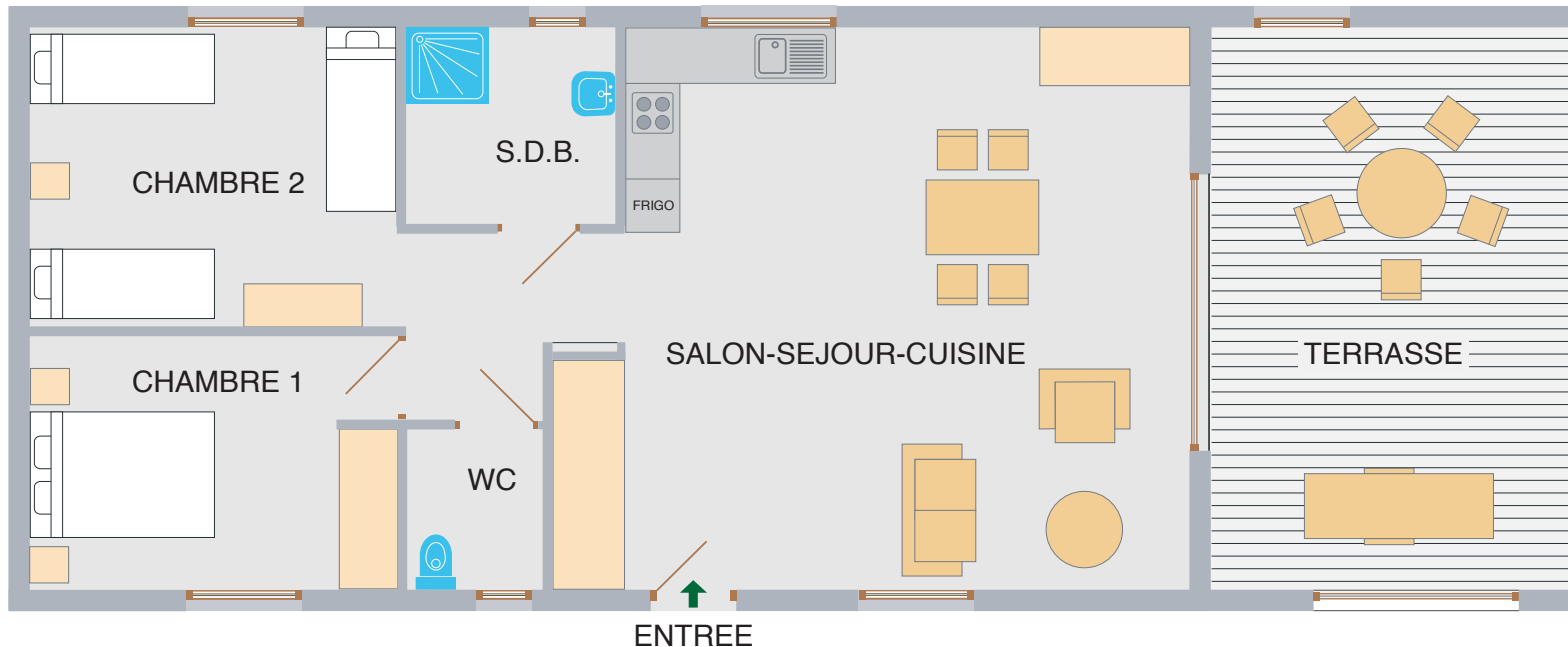 S.D.B.
CHAMBRE 2
FRIGO
SALON-SEJOUR-CUISINE
TERRASSE
CHAMBRE 1
WC
ENTREE